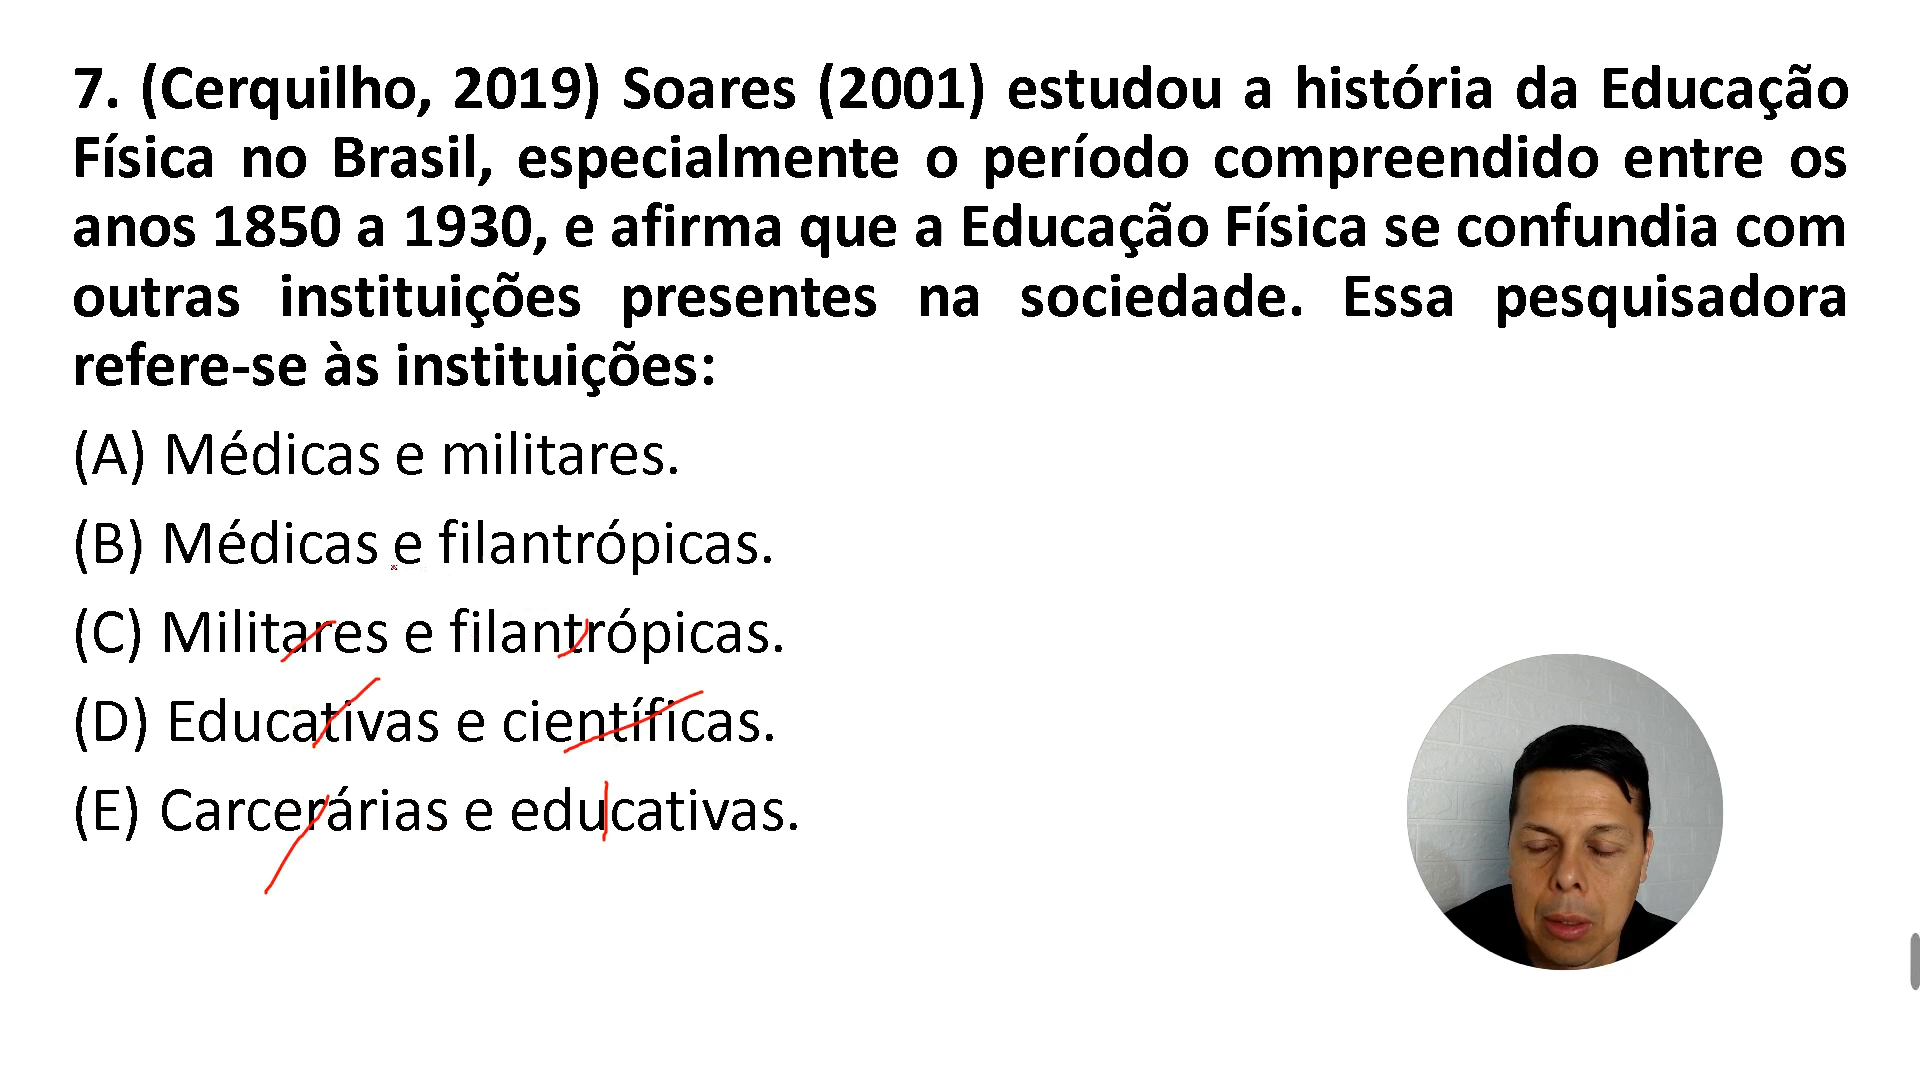 7. (Cerquilho, 2019) Soares (2001) estudou a história da Educação
Física no Brasil, especialmente o período compreendido entre os
anos 1850 a 1930, e afirma que a Educação Física se confundia com
outras instituições presentes na sociedade. Essa pesquisadora
refere-se às instituições:
(A) Médicas e militares.
(B) Médicas e filantrópicas.
(C) Militares e filantrópicas.
(D) Educativas e científicas.
(E) Carcerárias e educativas.